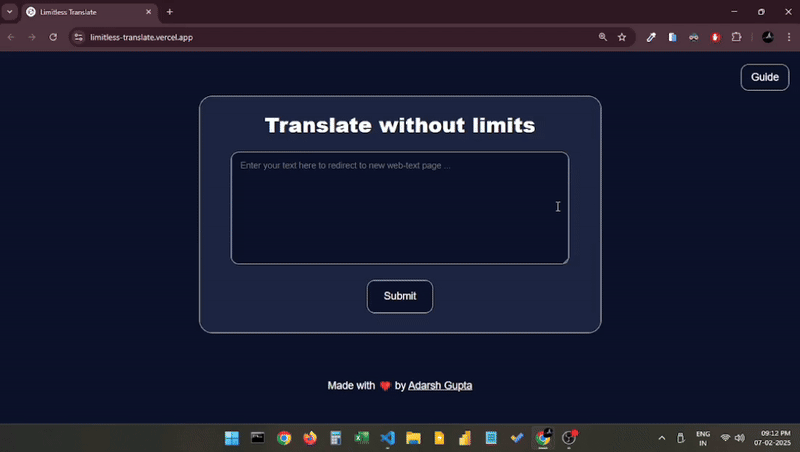 Limitless Translate
limitless-translate.vercel.app
Guide
Translate without limits
Enter your text here to redirect to new web-text page ...
Submit
Made with ❤️ by Adarsh Gupta
ENG
IN
09:12 PM
07-02-2025